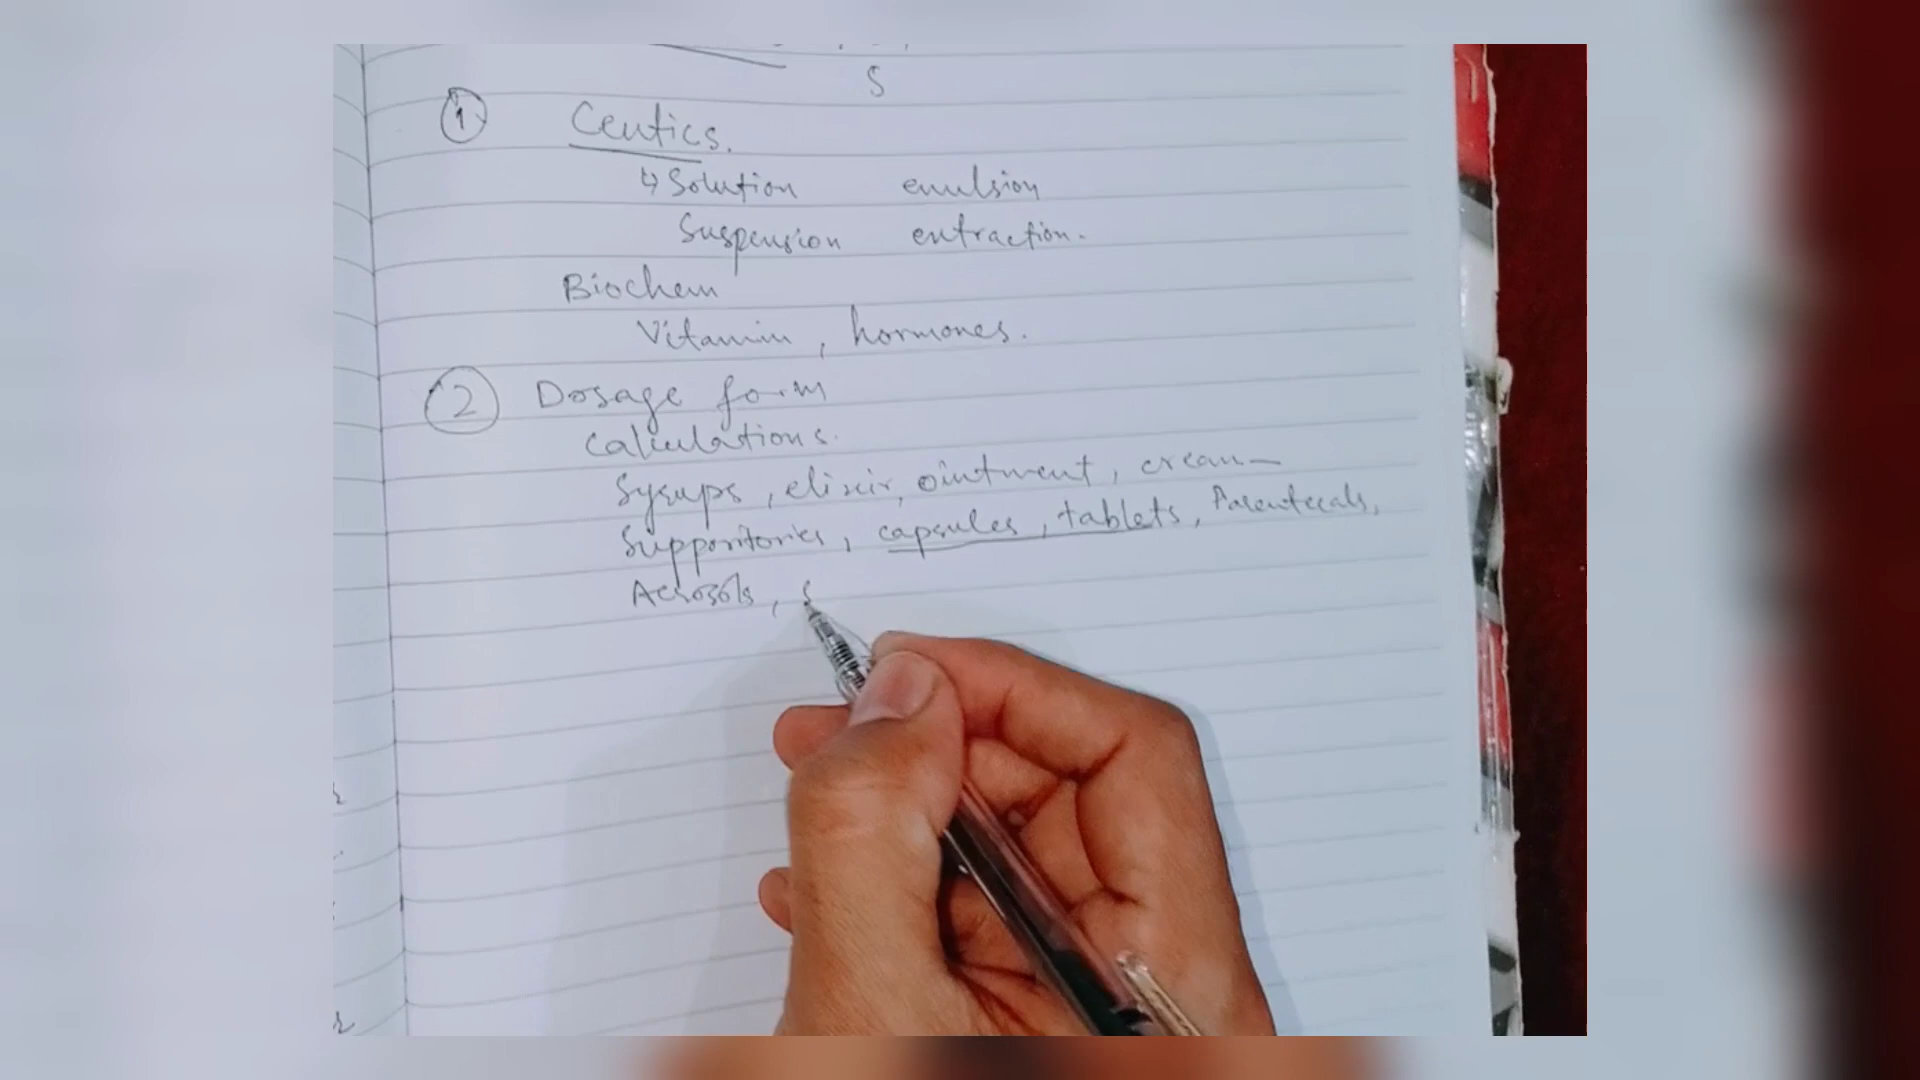 S
1 Ceutics.
↳ Solution emulsion
Suspension extraction.
Biochem
Vitamin, hormones.
2 Dosage form
Calculations.
Syrups, elixir, ointment, cream
Suppositories, capsules, tablets, Parenterals,
Aerosols, S